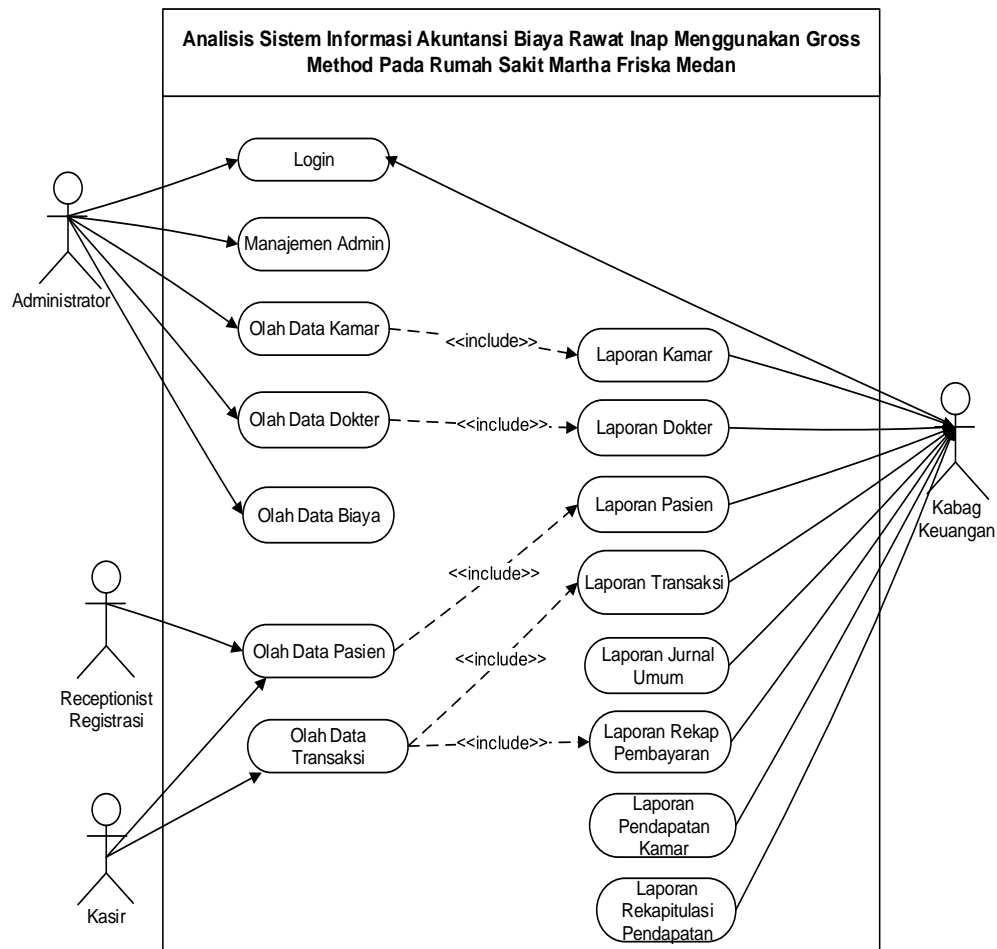 Analisis Sistem Informasi Akuntansi Biaya Rawat Inap Menggunakan Gross
Method Pada Rumah Sakit Martha Friska Medan
Login
Manajemen Admin
Administrator
Olah Data Kamar
<<include>>
Laporan Kamar
Olah Data Dokter
<<include>>
Laporan Dokter
Olah Data Biaya
Laporan Pasien
Kabag
Keuangan
<<include>>
Laporan Transaksi
Olah Data Pasien
<<include>>
Laporan Jurnal
Umum
Receptionist
Registrasi
Olah Data
Transaksi
<<include>>
Laporan Rekap
Pembayaran
Laporan
Pendapatan
Kamar
Kasir
Laporan
Rekapitulasi
Pendapatan